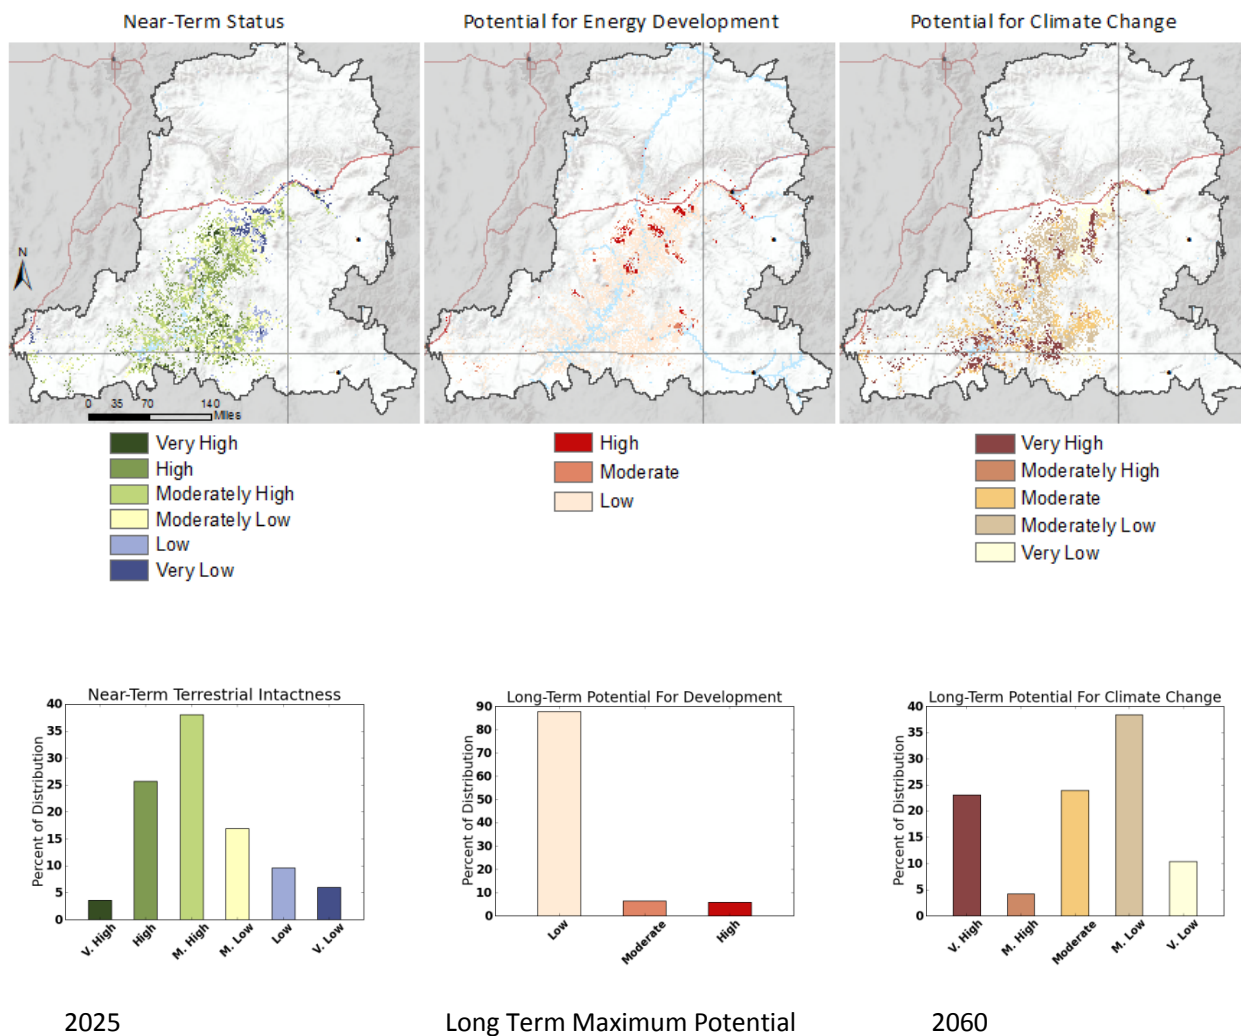 Near-Term Status
Potential for Energy Development
Potential for Climate Change
N
0 35 70 140
Miles
Very High
High
Moderately High
Moderately Low
Low
Very Low
High
Moderate
Low
Very High
Moderately High
Moderate
Moderately Low
Very Low
Near-Term Terrestrial Intactness
Percent of Distribution
40
35
30
25
20
15
10
5
0
V. High
High
M. High
M. Low
Low
V. Low
Long-Term Potential For Development
Percent of Distribution
90
80
70
60
50
40
30
20
10
0
Low
Moderate
High
Long-Term Potential For Climate Change
Percent of Distribution
40
35
30
25
20
15
10
5
0
V. High
M. High
Moderate
M. Low
V. Low
2025
Long Term Maximum Potential
2060